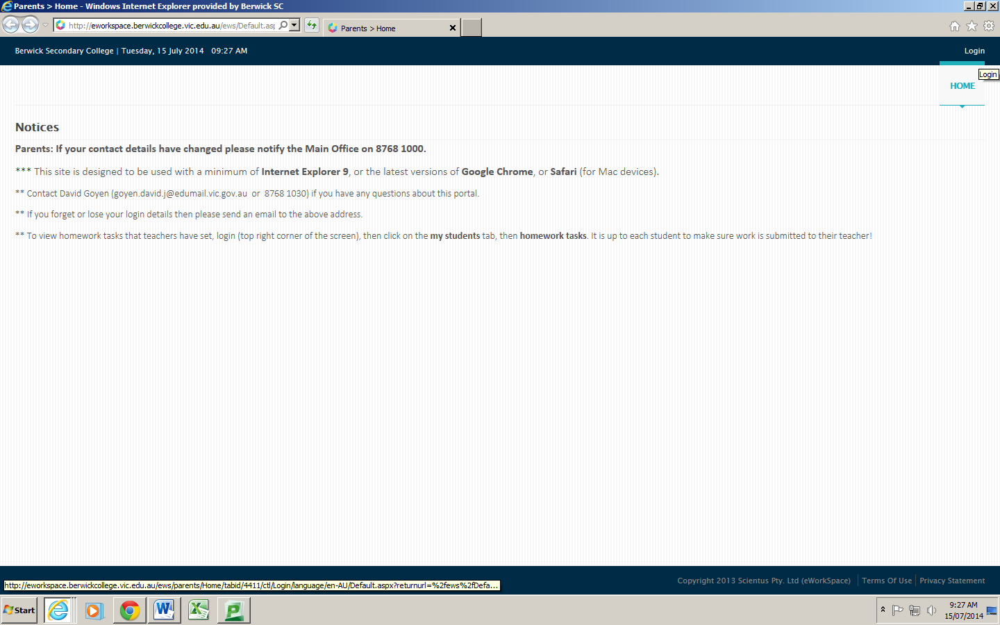 Parents > Home - Windows Internet Explorer provided by Berwick SC
http://eworkspace.berwickcollege.vic.edu.au/ews/Default.asp
Parents > Home
Berwick Secondary College | Tuesday, 15 July 2014 09:27 AM
Login
Login
HOME
Notices
Parents: If your contact details have changed please notify the Main Office on 8768 1000.
*** This site is designed to be used with a minimum of Internet Explorer 9, or the latest versions of Google Chrome, or Safari (for Mac devices).
** Contact David Goyen (goyen.david.j@edumail.vic.gov.au or 8768 1030) if you have any questions about this portal.
** If you forget or lose your login details then please send an email to the above address.
** To view homework tasks that teachers have set, login (top right corner of the screen), then click on the my students tab, then homework tasks. It is up to each student to make sure work is submitted to their teacher!
Copyright 2013 Scientus Pty. Ltd (eWorkSpace) | Terms Of Use | Privacy Statement
http://eworkspace.berwickcollege.vic.edu.au/ews/parents/Home/tabid/4411/ctl/Login/language/en-AU/Default.aspx?returnurl=%2fews%2fDefa...
Start
9:27 AM
15/07/2014